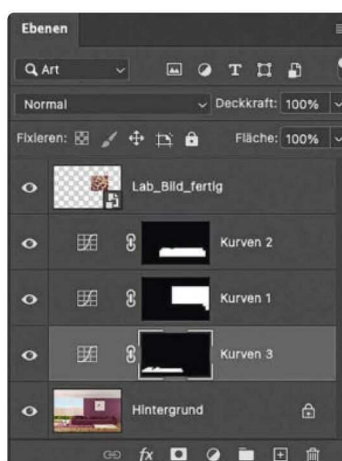 Ebenen
Art
Normal Deckkraft: 100%
Fixieren: Fläche: 100%
Lab_Bild_fertig
Kurven 2
Kurven 1
Kurven 3
Hintergrund
fx